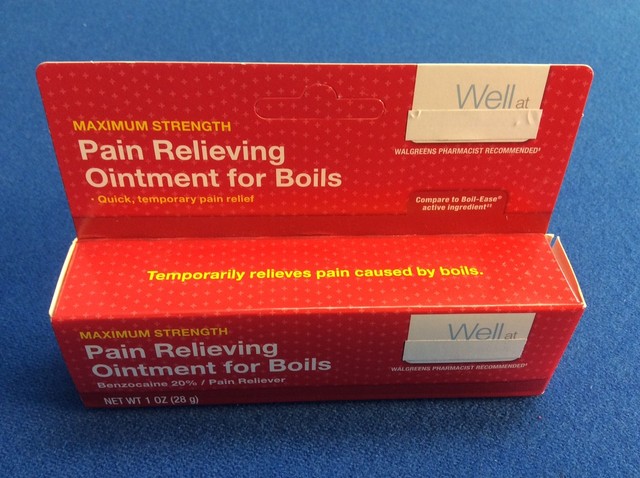 MAXIMUM STRENGTH
Pain Relieving
Ointment for Boils
· Quick, temporary pain relief
Well at
WALGREENS PHARMACIST RECOMMENDED†
Compare to Boil-Ease®
active ingredient††
Temporarily relieves pain caused by boils.
MAXIMUM STRENGTH
Pain Relieving
Ointment for Boils
Benzocaine 20% / Pain Reliever
NET WT 1 OZ (28 g)
Well at
WALGREENS PHARMACIST RECOMMENDED†